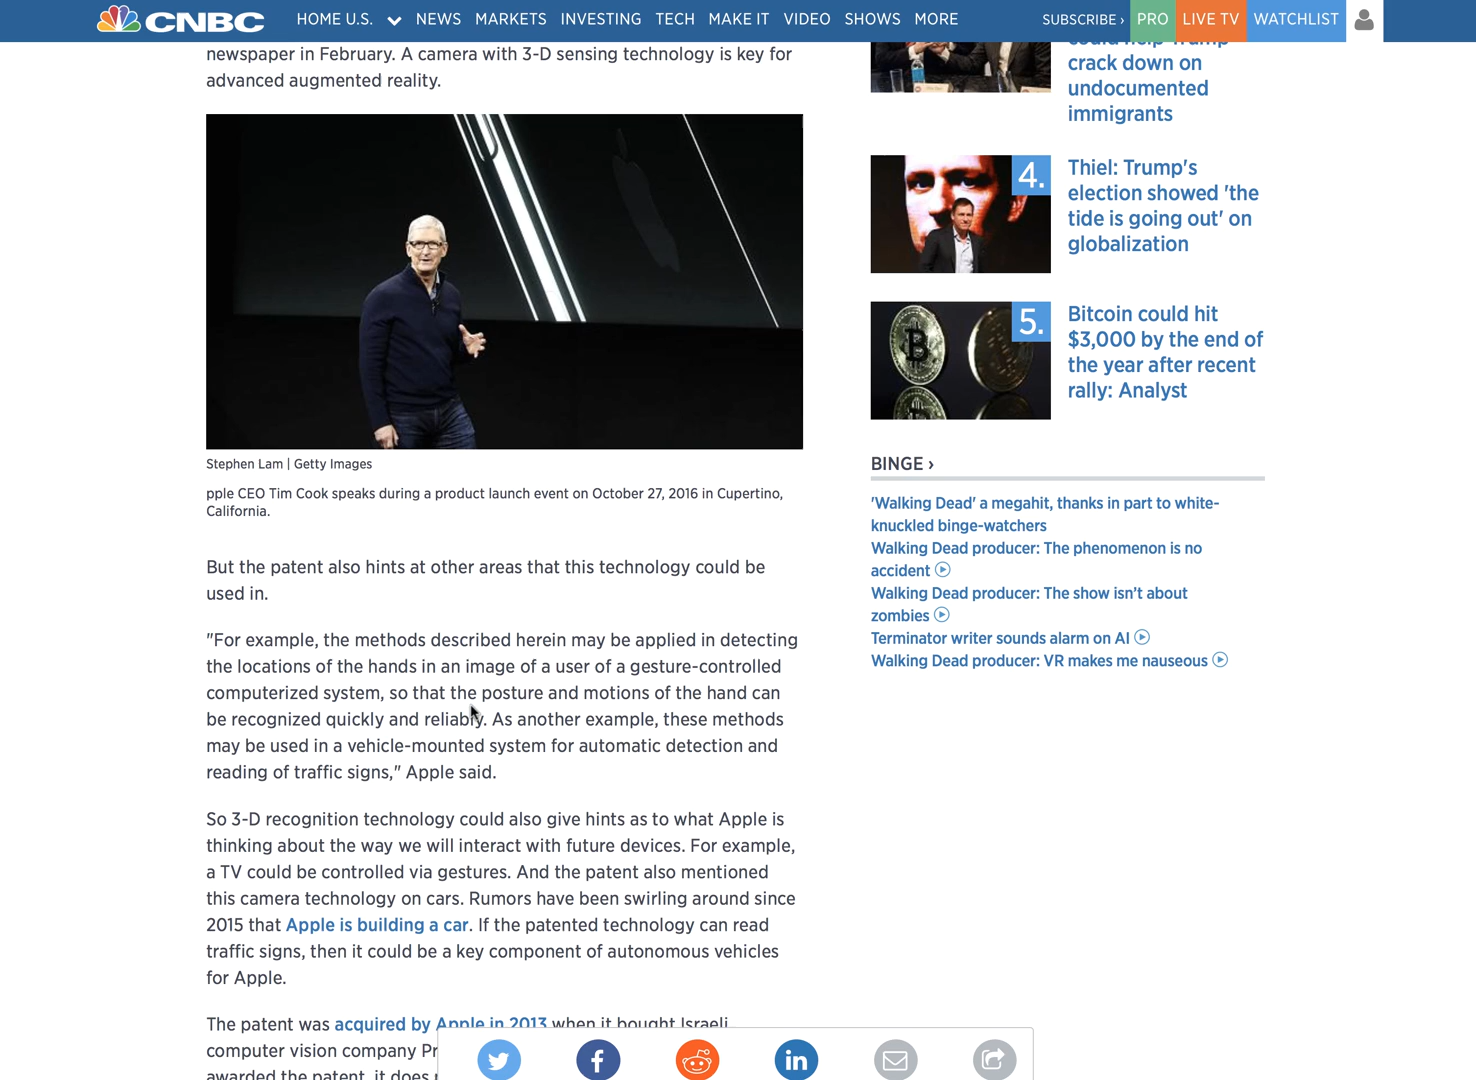 CNBC
HOME U.S. NEWS MARKETS INVESTING TECH MAKE IT VIDEO SHOWS MORE SUBSCRIBE › PRO LIVE TV WATCHLIST
newspaper in February. A camera with 3-D sensing technology is key for
advanced augmented reality.
Stephen Lam | Getty Images
pple CEO Tim Cook speaks during a product launch event on October 27, 2016 in Cupertino,
California.
But the patent also hints at other areas that this technology could be
used in.
"For example, the methods described herein may be applied in detecting
the locations of the hands in an image of a user of a gesture-controlled
computerized system, so that the posture and motions of the hand can
be recognized quickly and reliably. As another example, these methods
may be used in a vehicle-mounted system for automatic detection and
reading of traffic signs," Apple said.
So 3-D recognition technology could also give hints as to what Apple is
thinking about the way we will interact with future devices. For example,
a TV could be controlled via gestures. And the patent also mentioned
this camera technology on cars. Rumors have been swirling around since
2015 that Apple is building a car. If the patented technology can read
traffic signs, then it could be a key component of autonomous vehicles
for Apple.
The patent was acquired by Apple in 2013 when it bought Israeli
computer vision company Pr
awarded the patent, it does
could help Trump
crack down on
undocumented
immigrants
4.
Thiel: Trump's
election showed 'the
tide is going out' on
globalization
5.
Bitcoin could hit
$3,000 by the end of
the year after recent
rally: Analyst
BINGE ›
'Walking Dead' a megahit, thanks in part to white-
knuckled binge-watchers
Walking Dead producer: The phenomenon is no
accident
Walking Dead producer: The show isn’t about
zombies
Terminator writer sounds alarm on AI
Walking Dead producer: VR makes me nauseous